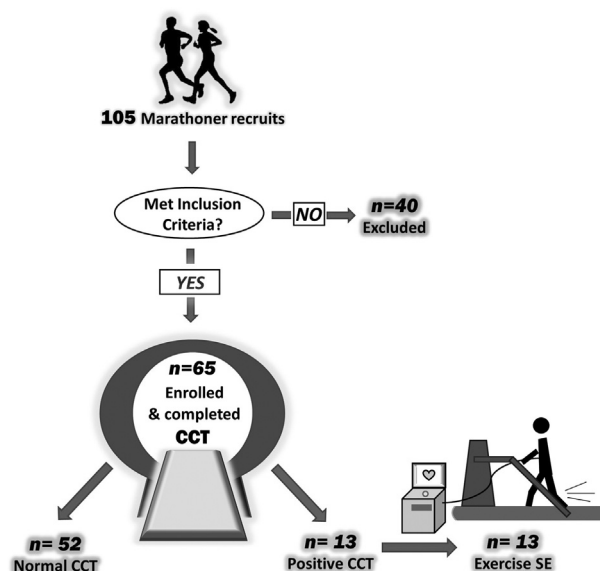 105 Marathoner recruits
Met Inclusion
Criteria?
NO
n=40
Excluded
YES
n=65
Enrolled
& completed
CCT
n= 52
Normal CCT
n= 13
Positive CCT
n= 13
Exercise SE